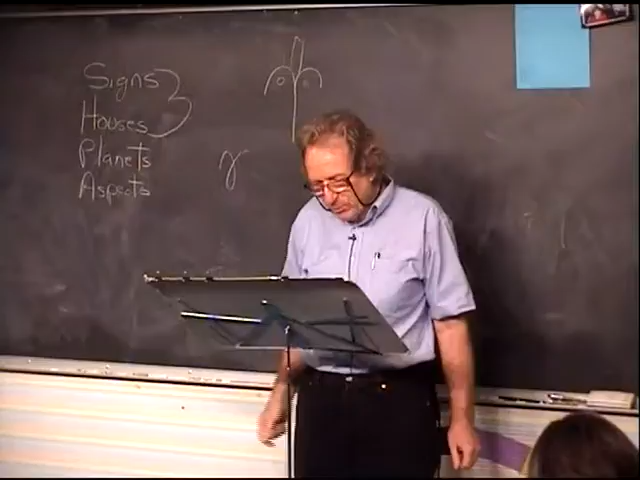 Signs
Houses
Planets
Aspects
γ